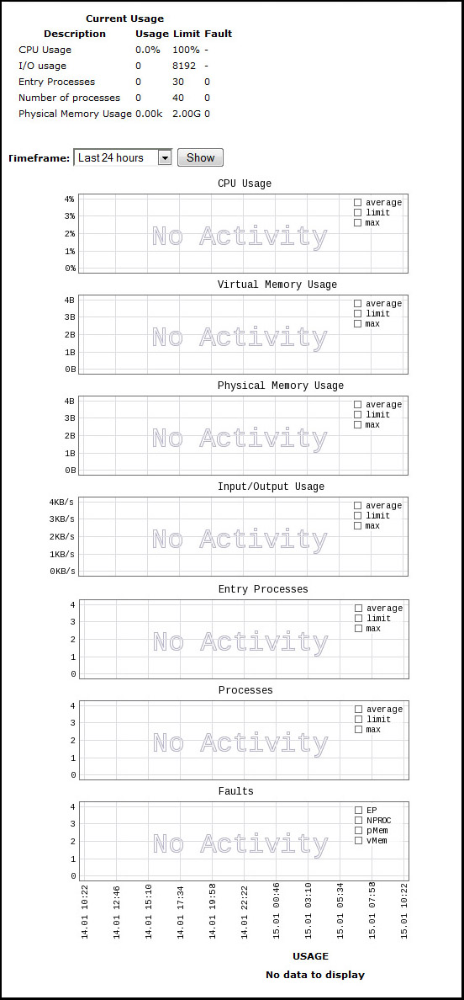 Current Usage
Description Usage Limit Fault
CPU Usage 0.0% 100% -
I/O usage 0 8192 -
Entry Processes 0 30 0
Number of processes 0 40 0
Physical Memory Usage 0.00k 2.00G 0
Timeframe: Last 24 hours Show
CPU Usage
4%
3%
2%
1%
0%
No Activity
average
limit
max
Virtual Memory Usage
4B
3B
2B
1B
0B
No Activity
average
limit
max
Physical Memory Usage
4B
3B
2B
1B
0B
No Activity
average
limit
max
Input/Output Usage
4KB/s
3KB/s
2KB/s
1KB/s
0KB/s
No Activity
average
limit
max
Entry Processes
4
3
2
1
0
No Activity
average
limit
max
Processes
4
3
2
1
0
No Activity
average
limit
max
Faults
4
3
2
1
0
No Activity
EP
NPROC
pMem
vMem
14.01 10:22
14.01 12:46
14.01 15:10
14.01 17:34
14.01 19:58
14.01 22:22
15.01 00:46
15.01 03:10
15.01 05:34
15.01 07:58
15.01 10:22
USAGE
No data to display